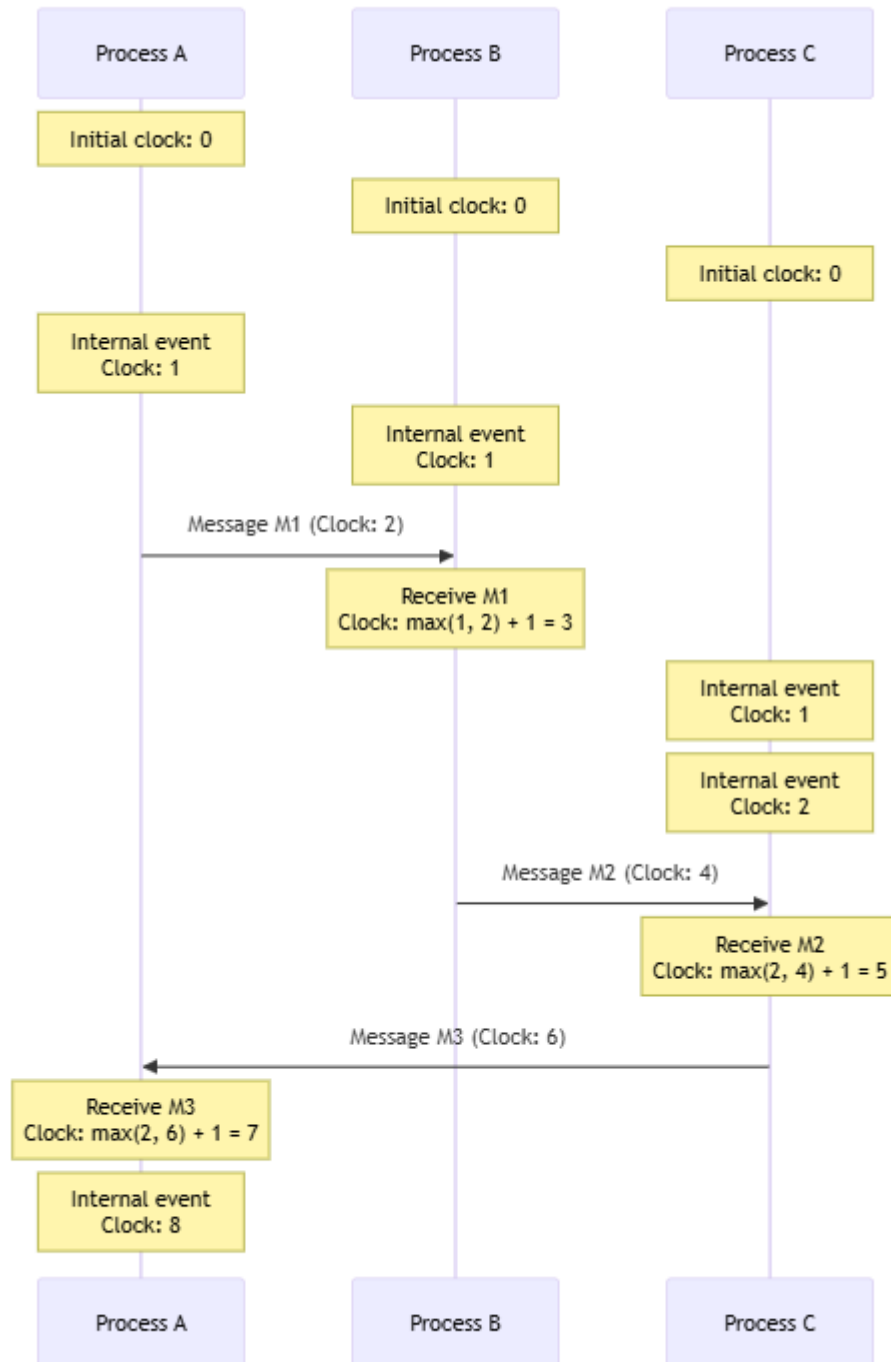 Process A
Process B
Process C
Initial clock: 0
Initial clock: 0
Initial clock: 0
Internal event
Clock: 1
Internal event
Clock: 1
Message M1 (Clock: 2)
Receive M1
Clock: max(1, 2) + 1 = 3
Internal event
Clock: 1
Internal event
Clock: 2
Message M2 (Clock: 4)
Receive M2
Clock: max(2, 4) + 1 = 5
Message M3 (Clock: 6)
Receive M3
Clock: max(2, 6) + 1 = 7
Internal event
Clock: 8
Process A
Process B
Process C